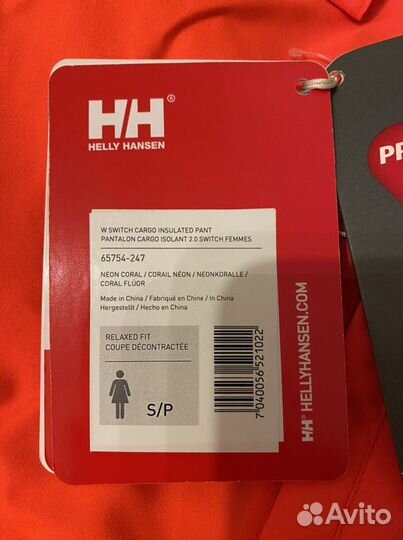 HH®
HELLY HANSEN
W SWITCH CARGO INSULATED PANT
PANTALON CARGO ISOLANT 2.0 SWITCH FEMMES
65754-247
NEON CORAL / CORAIL NÉON / NEONKORALLE /
CORAL FLÚOR
Made in China / Fabriqué en Chine / In China
Hergestellt / Hecho en China
RELAXED FIT
COUPE DÉCONTRACTÉE
S/P
7 040056 521022
HH® HELLYHANSEN.COM
Avito